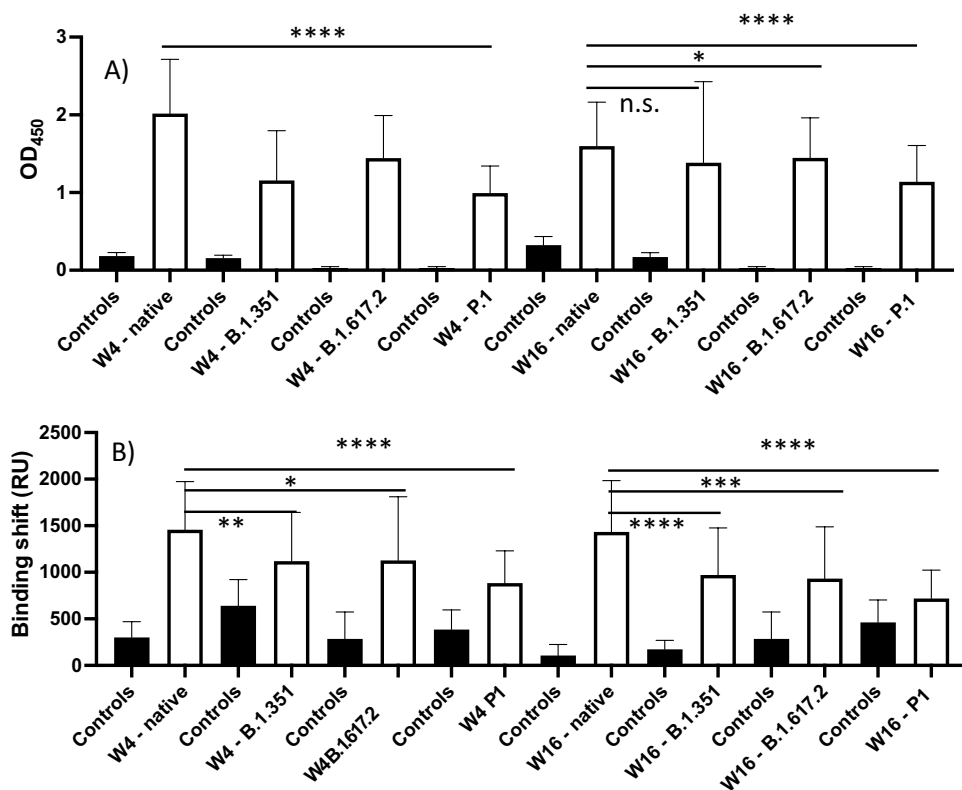 A)
****
****
*
n.s.
3
2
1
0
OD450
Controls
W4 - native
Controls
W4 - B.1.351
Controls
W4 - B.1.617.2
Controls
W4 - P.1
Controls
W16 - native
Controls
W16 - B.1.351
Controls
W16 - B.1.617.2
Controls
W16 - P.1
B)
****
*
**
****
***
****
2500
2000
1500
1000
500
0
Binding shift (RU)
Controls
W4 - native
Controls
W4 - B.1.351
Controls
W4B.1.617.2
Controls
W4 P1
Controls
W16 - native
Controls
W16 - B.1.351
Controls
W16 - B.1.617.2
Controls
W16 - P1